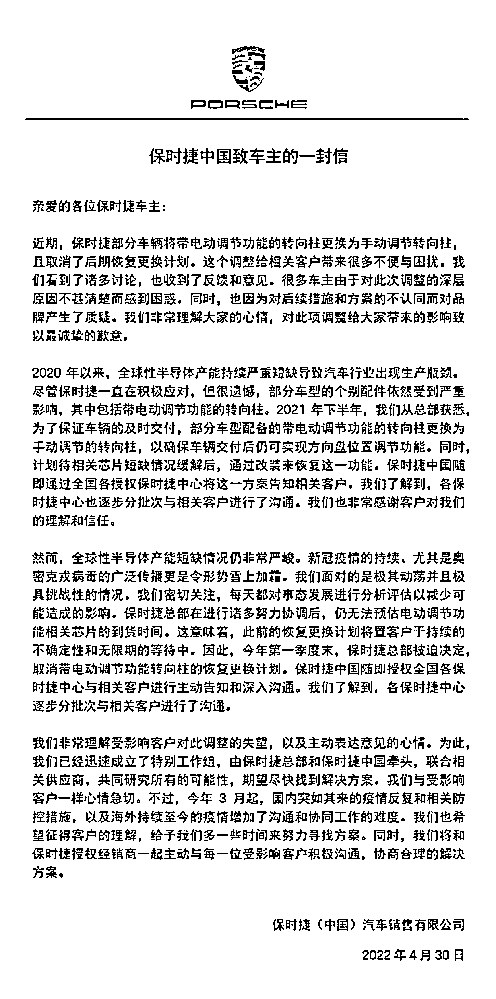 PORSCHE
保时捷中国致车主的一封信
亲爱的各位保时捷车主：
近期，保时捷部分车辆将带电动调节功能的转向柱更换为手动调节转向柱，
且取消了后期恢复更换计划。这个调整给相关客户带来很多不便与困扰。我
们看到了诸多讨论，也收到了反馈和意见。很多车主由于对此次调整的深层
原因不甚清楚而感到困惑。同时，也因为对后续措施和方案的不认同而对品
牌产生了质疑。我们非常理解大家的心情，对此项调整给大家带来的影响致
以最诚挚的歉意。
2020 年以来，全球性半导体产能持续严重短缺导致汽车行业出现生产瓶颈。
尽管保时捷一直在积极应对，但很遗憾，部分车型的个别配件依然受到严重
影响，其中包括带电动调节功能的转向柱。2021 年下半年，我们从总部获悉，
为了保证车辆的及时交付，部分车型配备的带电动调节功能的转向柱更换为
手动调节的转向柱，以确保车辆交付后仍可实现方向盘位置调节功能。同时，
计划待相关芯片短缺情况缓解后，通过改装来恢复这一功能。保时捷中国随
即通过全国各授权保时捷中心将这一方案告知相关客户。我们了解到，各保
时捷中心也逐步分批次与相关客户进行了沟通。我们也非常感谢客户对我们
的理解和信任。
然而，全球性半导体产能短缺情况仍非常严峻。新冠疫情的持续、尤其是奥
密克戎病毒的广泛传播更是令形势雪上加霜。我们面对的是极其动荡并且极
具挑战性的情况。我们密切关注，每天都对事态发展进行分析评估以减少可
能造成的影响。保时捷总部在进行诸多努力协调后，仍无法预估电动调节功
能相关芯片的到货时间。这意味着，此前的恢复更换计划将置客户于持续的
不确定性和无限期的等待中。因此，今年第一季度末，保时捷总部被迫决定，
取消带电动调节功能转向柱的恢复更换计划。保时捷中国随即授权全国各保
时捷中心与相关客户进行主动告知和深入沟通。我们了解到，各保时捷中心
逐步分批次与相关客户进行了沟通。
我们非常理解受影响客户对此调整的失望，以及主动表达意见的心情。为此，
我们已经迅速成立了特别工作组，由保时捷总部和保时捷中国牵头，联合相
关供应商，共同研究所有的可能性，期望尽快找到解决方案。我们与受影响
客户一样心情急切。不过，今年 3 月起，国内突如其来的疫情反复和相关防
控措施，以及海外持续至今的疫情增加了沟通和协同工作的难度。我们也希
望征得客户的理解，给予我们多一些时间来努力寻找方案。同时，我们将和
保时捷授权经销商一起主动与每一位受影响客户积极沟通，协商合理的解决
方案。
保时捷（中国）汽车销售有限公司
2022 年 4 月 30 日